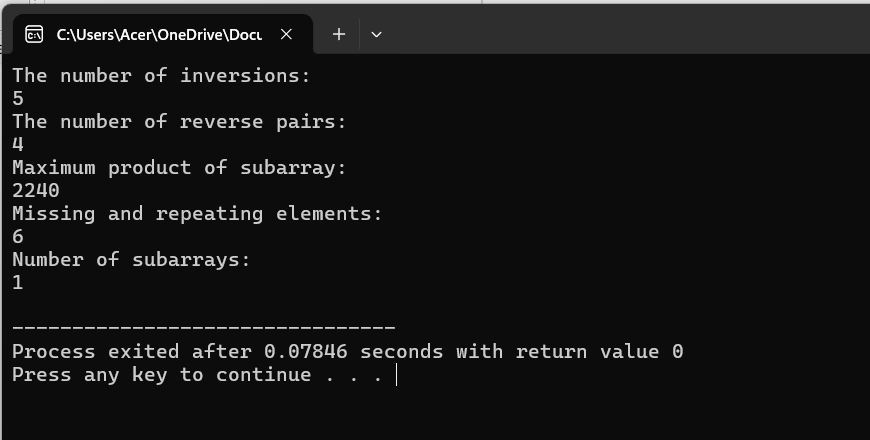 C:\Users\Acer\OneDrive\Docu
The number of inversions:
5
The number of reverse pairs:
4
Maximum product of subarray:
2240
Missing and repeating elements:
6
Number of subarrays:
1
--------------------------------
Process exited after 0.07846 seconds with return value 0
Press any key to continue . . .